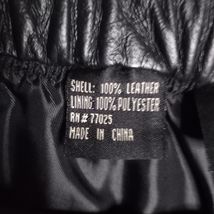 SHELL: 100% LEATHER
LINING: 100% POLYESTER
RN # 77025
MADE IN CHINA